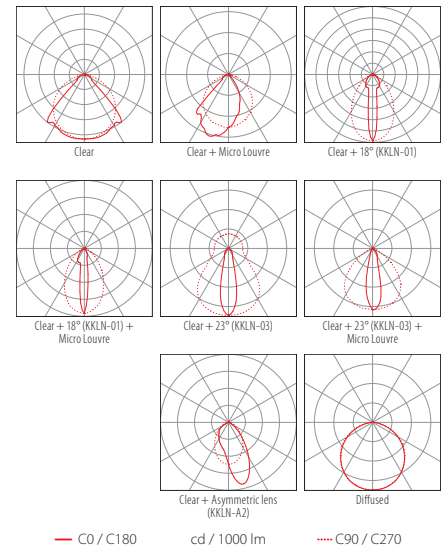 Clear
Clear + Micro Louvre
Clear + 18° (KKLN-01)
Clear + 18° (KKLN-01) +
Micro Louvre
Clear + 23° (KKLN-03)
Clear + 23° (KKLN-03) +
Micro Louvre
Clear + Asymmetric lens
(KKLN-A2)
Diffused
C0 / C180 cd / 1000 lm C90 / C270